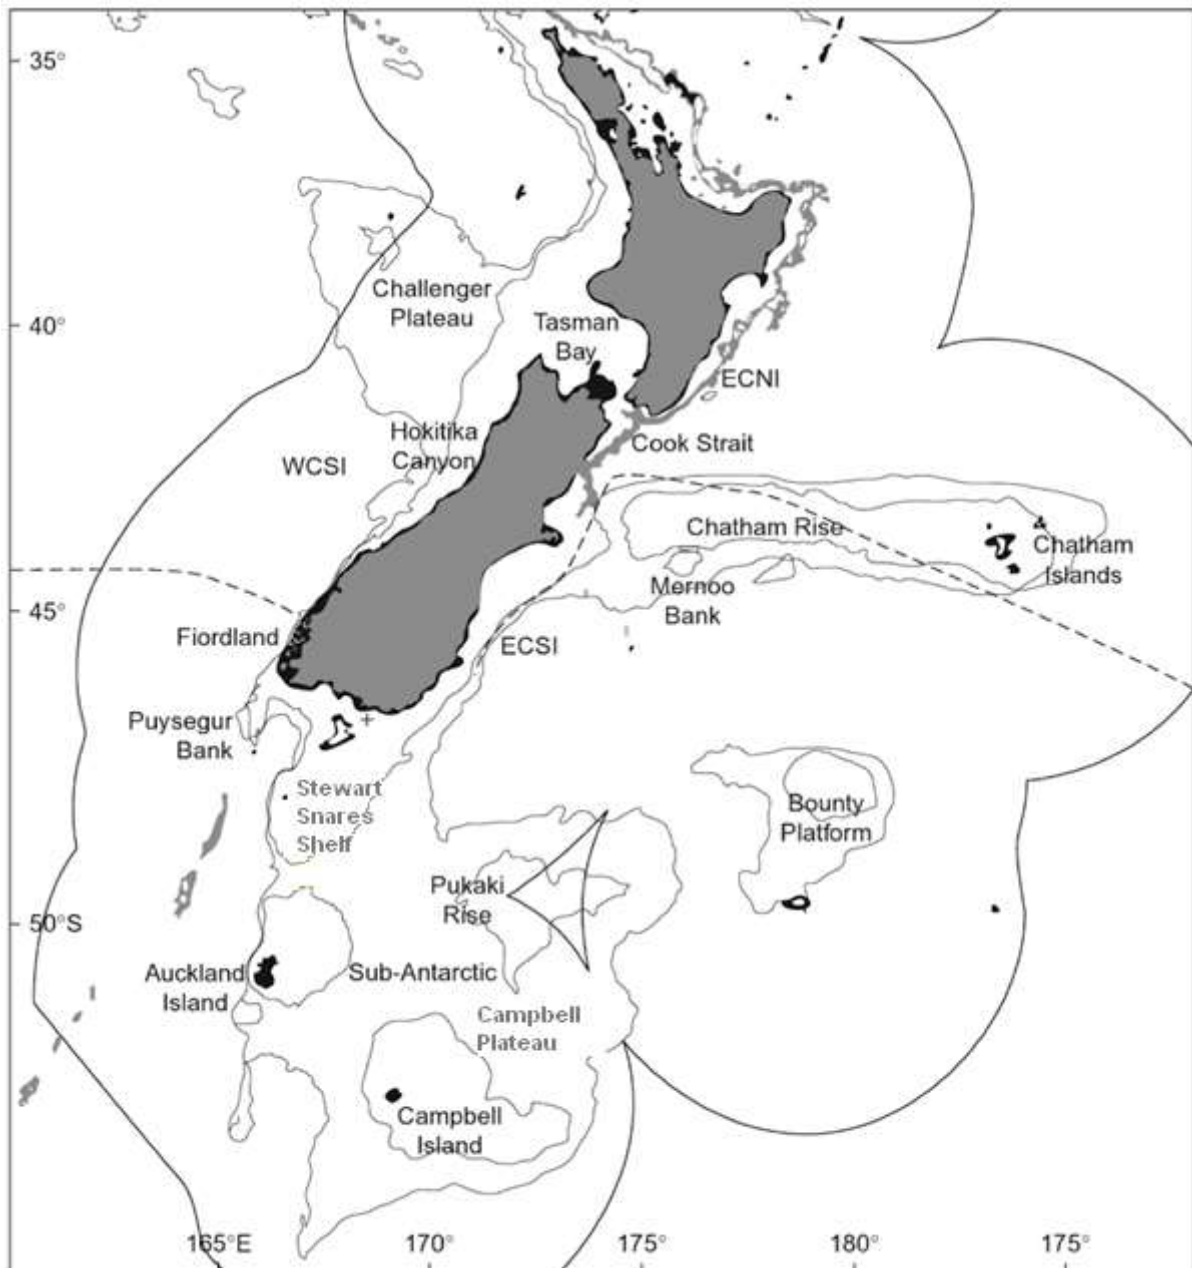 35°
Challenger
Plateau
40°
Tasman
Bay
ECNI
Hokitika
Canyon
WCSI
Cook Strait
Chatham Rise
Chatham
Islands
Mernoo
Bank
45°
Fiordland
ECSI
Puysegur
Bank
Stewart
Snares
Shelf
Bounty
Platform
Pukaki
Rise
50°S
Auckland
Island
Sub-Antarctic
Campbell
Plateau
Campbell
Island
165°E
170°
175°
180°
175°